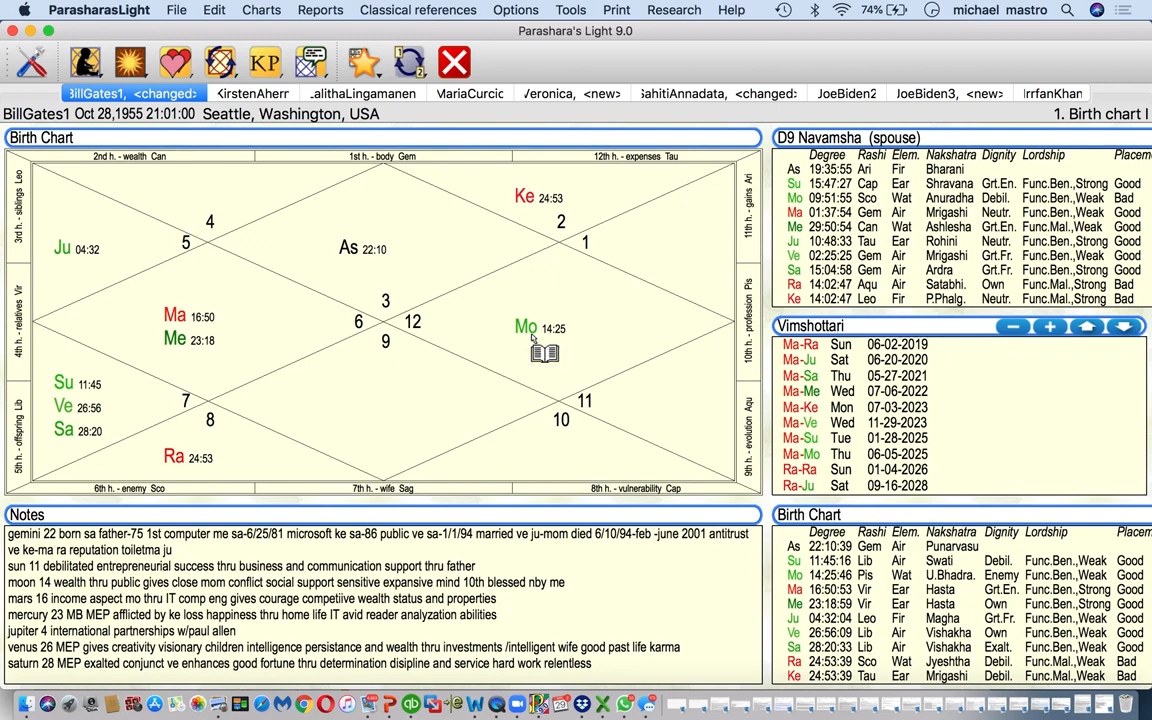 ParasharasLight File Edit Charts Reports Classical references Options Tools Print Research Help 74% michael mastro
Parashara's Light 9.0
KP
BillGates1, <changed> KirstenAherr LalithaLingamanen MariaCurcic Veronica, <new> SahitiAnnadata, <changed> JoeBiden2 JoeBiden3, <new> IrrfanKhan
BillGates1 Oct 28,1955 21:01:00 Seattle, Washington, USA
1. Birth chart I
Birth Chart
2nd h. - wealth Can 1st h. - body Gem 12th h. - expenses Tau
3rd h. - siblings Leo
4th h. - relatives Vir
5th h. - offspring Lib
11th h. - gains Ari
10th h. - profession Pis
9th h. - evolution Aqu
Ke 24:53
4 2
5 1
Ju 04:32
As 22:10
3
Ma 16:50
6 12
Mo 14:25
Me 23:18
9
Su 11:45
Ve 26:56
7 11
Sa 28:20
8 10
Ra 24:53
6th h. - enemy Sco 7th h. - wife Sag 8th h. - vulnerability Cap
D9 Navamsha (spouse)
Degree Rashi Elem. Nakshatra Dignity Lordship Placem
As 19:35:55 Ari Fir Bharani
Su 15:47:27 Cap Ear Shravana Grt.En. Func.Ben.,Strong Good
Mo 09:51:55 Sco Wat Anuradha Debil. Func.Ben.,Weak Bad
Ma 01:37:54 Gem Air Mrigashi Neutr. Func.Ben.,Weak Good
Me 29:50:54 Can Wat Ashlesha Grt.En. Func.Mal.,Weak Good
Ju 10:48:33 Tau Ear Rohini Neutr. Func.Ben.,Strong Good
Ve 02:25:25 Gem Air Mrigashi Grt.Fr. Func.Ben.,Weak Good
Sa 15:04:58 Gem Air Ardra Grt.Fr. Func.Ben.,Strong Good
Ra 14:02:47 Aqu Air Satabhi. Own Func.Mal.,Strong Bad
Ke 14:02:47 Leo Fir P.Phalg. Neutr. Func.Mal.,Strong Bad
Vimshottari
Ma-Ra Sun 06-02-2019
Ma-Ju Sat 06-20-2020
Ma-Sa Thu 05-27-2021
Ma-Me Wed 07-06-2022
Ma-Ke Mon 07-03-2023
Ma-Ve Wed 11-29-2023
Ma-Su Tue 01-28-2025
Ma-Mo Thu 06-05-2025
Ra-Ra Sun 01-04-2026
Ra-Ju Sat 09-16-2028
Notes
gemini 22 born sa father-75 1st computer me sa-6/25/81 microsoft ke sa-86 public ve sa-1/1/94 married ve ju-mom died 6/10/94-feb -june 2001 antitrust
ve ke-ma ra reputation toiletma ju
sun 11 debilitated entrepreneurial success thru business and communication support thru father
moon 14 wealth thru public gives close mom conflict social support sensitive expansive mind 10th blessed nby me
mars 16 income aspect mo thru IT comp eng gives courage competiive wealth status and properties
mercury 23 MB MEP afflicted by ke loss happiness thru home life IT avid reader analyzation abilities
jupiter 4 international partnerships w/paul allen
venus 26 MEP gives creativity visionary children intelligence persistance and wealth thru investments /intelligent wife good past life karma
saturn 28 MEP exalted conjunct ve enhances good fortune thru determination disipline and service hard work relentless
Birth Chart
Degree Rashi Elem. Nakshatra Dignity Lordship Placem
As 22:10:39 Gem Air Punarvasu
Su 11:45:16 Lib Air Swati Debil. Func.Ben.,Weak Good
Mo 14:25:46 Pis Wat U.Bhadra. Enemy Func.Ben.,Weak Good
Ma 16:50:53 Vir Ear Hasta Grt.En. Func.Mal.,Strong Good
Me 23:18:59 Vir Ear Hasta Own Func.Ben.,Strong Good
Ju 04:32:04 Leo Fir Magha Grt.Fr. Func.Ben.,Weak Good
Ve 26:56:09 Lib Air Vishakha Own Func.Ben.,Weak Good
Sa 28:20:33 Lib Air Vishakha Exalt. Func.Ben.,Weak Good
Ra 24:53:39 Sco Wat Jyeshtha Debil. Func.Mal.,Weak Bad
Ke 24:53:39 Tau Ear Mrigashi Debil. Func.Mal.,Strong Bad